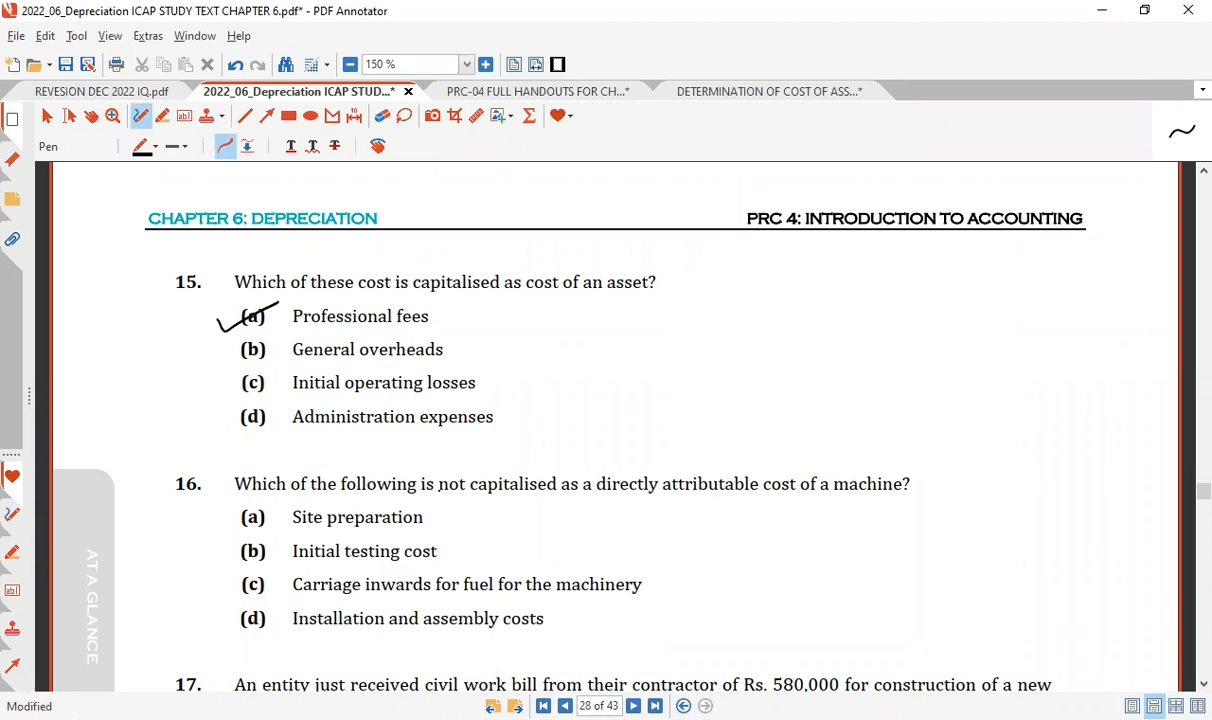 2022_06_Depreciation ICAP STUDY TEXT CHAPTER 6.pdf* - PDF Annotator
File Edit Tool View Extras Window Help
150 %
REVESION DEC 2022 IQ.pdf 2022_06_Depreciation ICAP STUD...* PRC-04 FULL HANDOUTS FOR CH...* DETERMINATION OF COST OF ASS...*
Pen
CHAPTER 6: DEPRECIATION PRC 4: INTRODUCTION TO ACCOUNTING
15. Which of these cost is capitalised as cost of an asset?
(a) Professional fees
(b) General overheads
(c) Initial operating losses
(d) Administration expenses
16. Which of the following is not capitalised as a directly attributable cost of a machine?
(a) Site preparation
(b) Initial testing cost
(c) Carriage inwards for fuel for the machinery
(d) Installation and assembly costs
AT A GLANCE
17. An entity just received civil work bill from their contractor of Rs. 580,000 for construction of a new
Modified 28 of 43